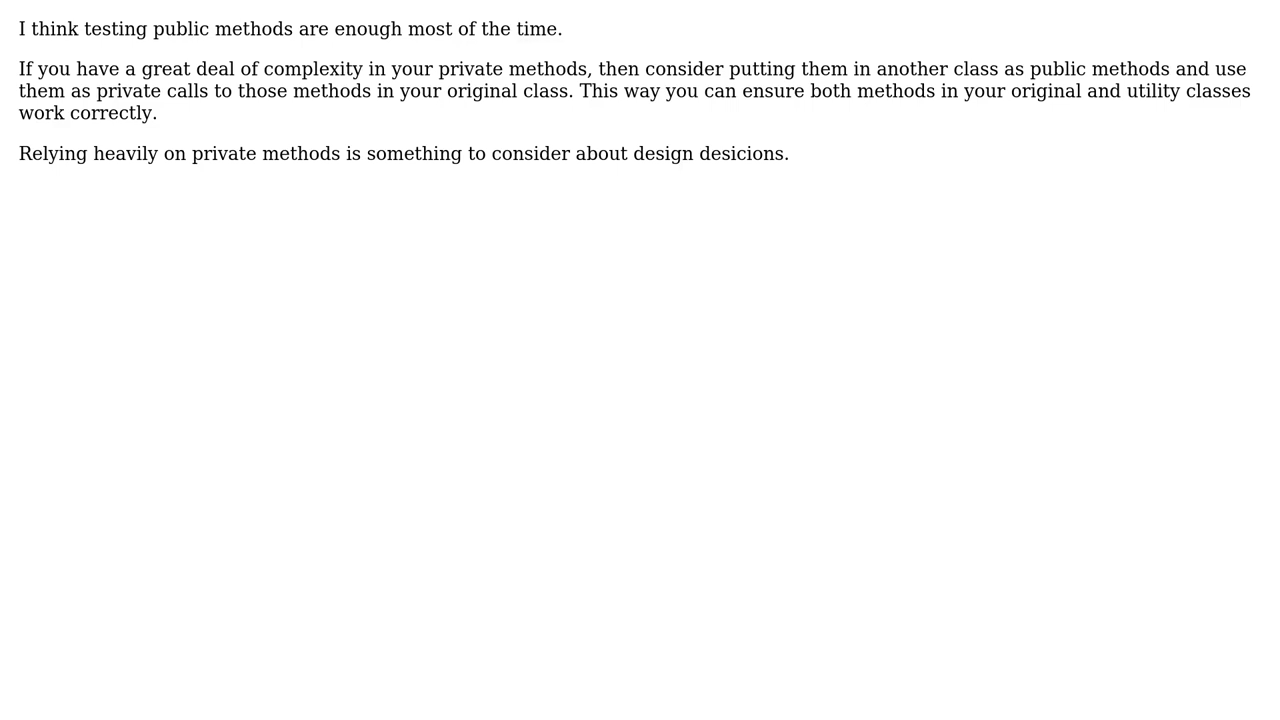 I think testing public methods are enough most of the time.
If you have a great deal of complexity in your private methods, then consider putting them in another class as public methods and use
them as private calls to those methods in your original class. This way you can ensure both methods in your original and utility classes
work correctly.
Relying heavily on private methods is something to consider about design desicions.